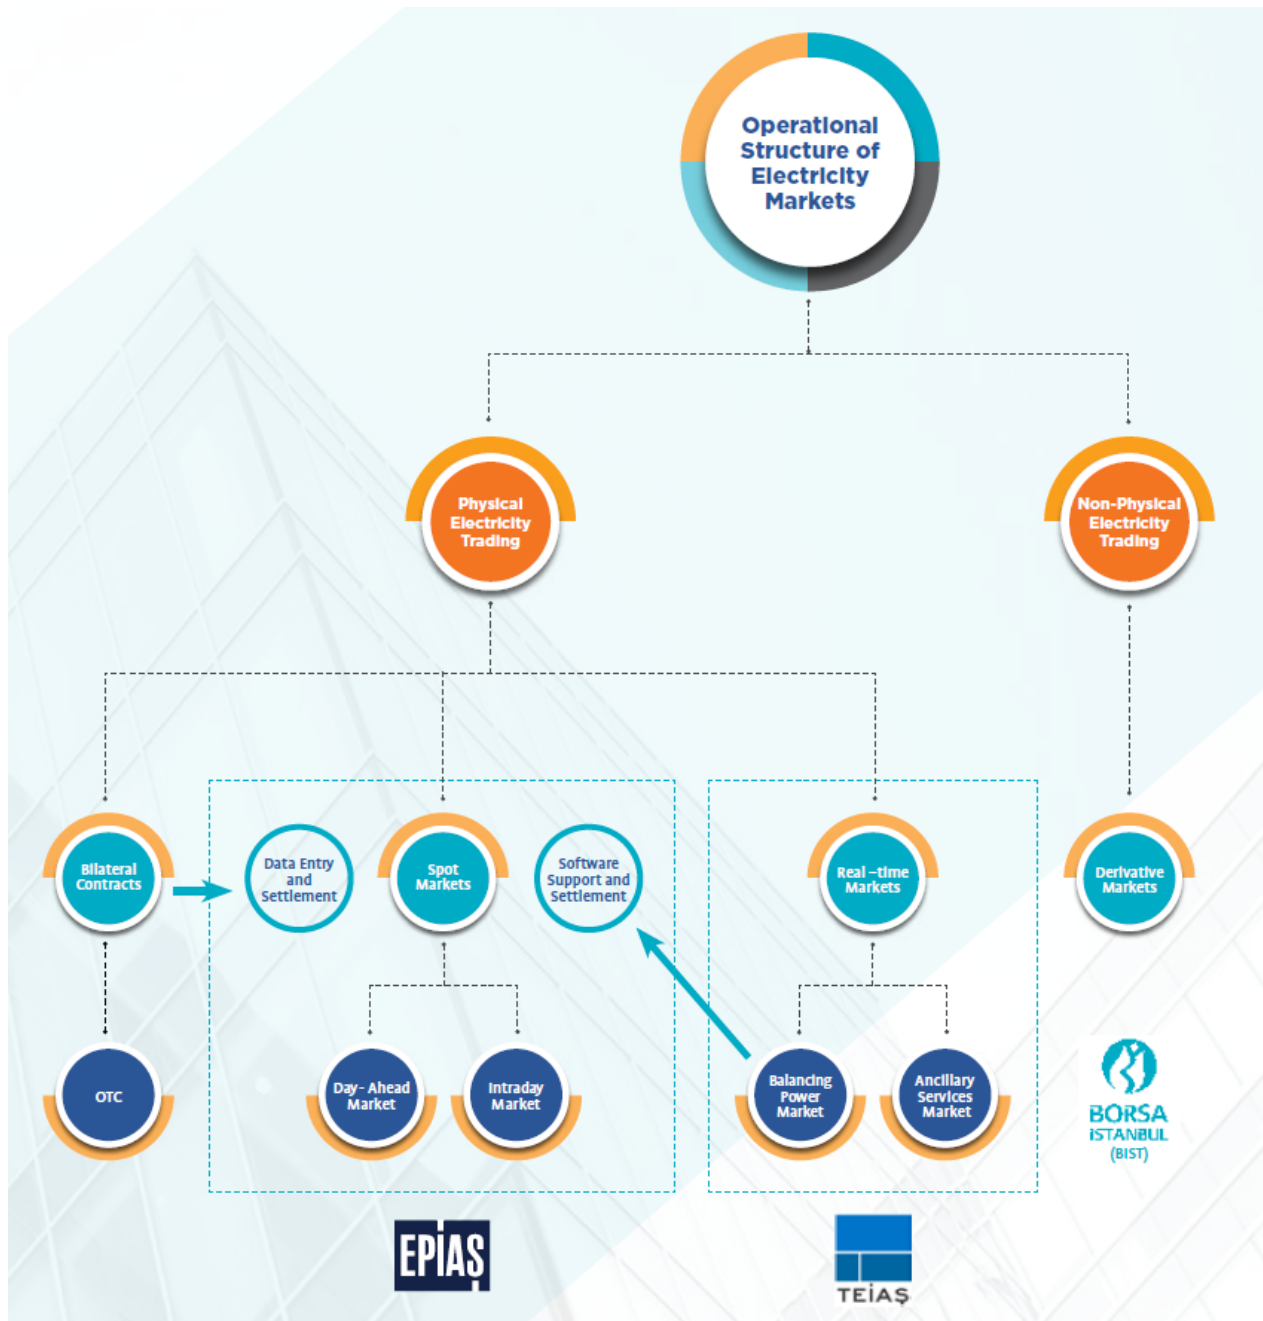 Operational
Structure of
Electricity
Markets
Physical
Electricity
Trading
Non-Physical
Electricity
Trading
Bilateral
Contracts
Data Entry
and
Settlement
Spot
Markets
Software
Support and
Settlement
Real –time
Markets
Derivative
Markets
OTC
Day- Ahead
Market
Intraday
Market
Balancing
Power
Market
Ancillary
Services
Market
BORSA
İSTANBUL
(BIST)
EPİAŞ
TEİAŞ